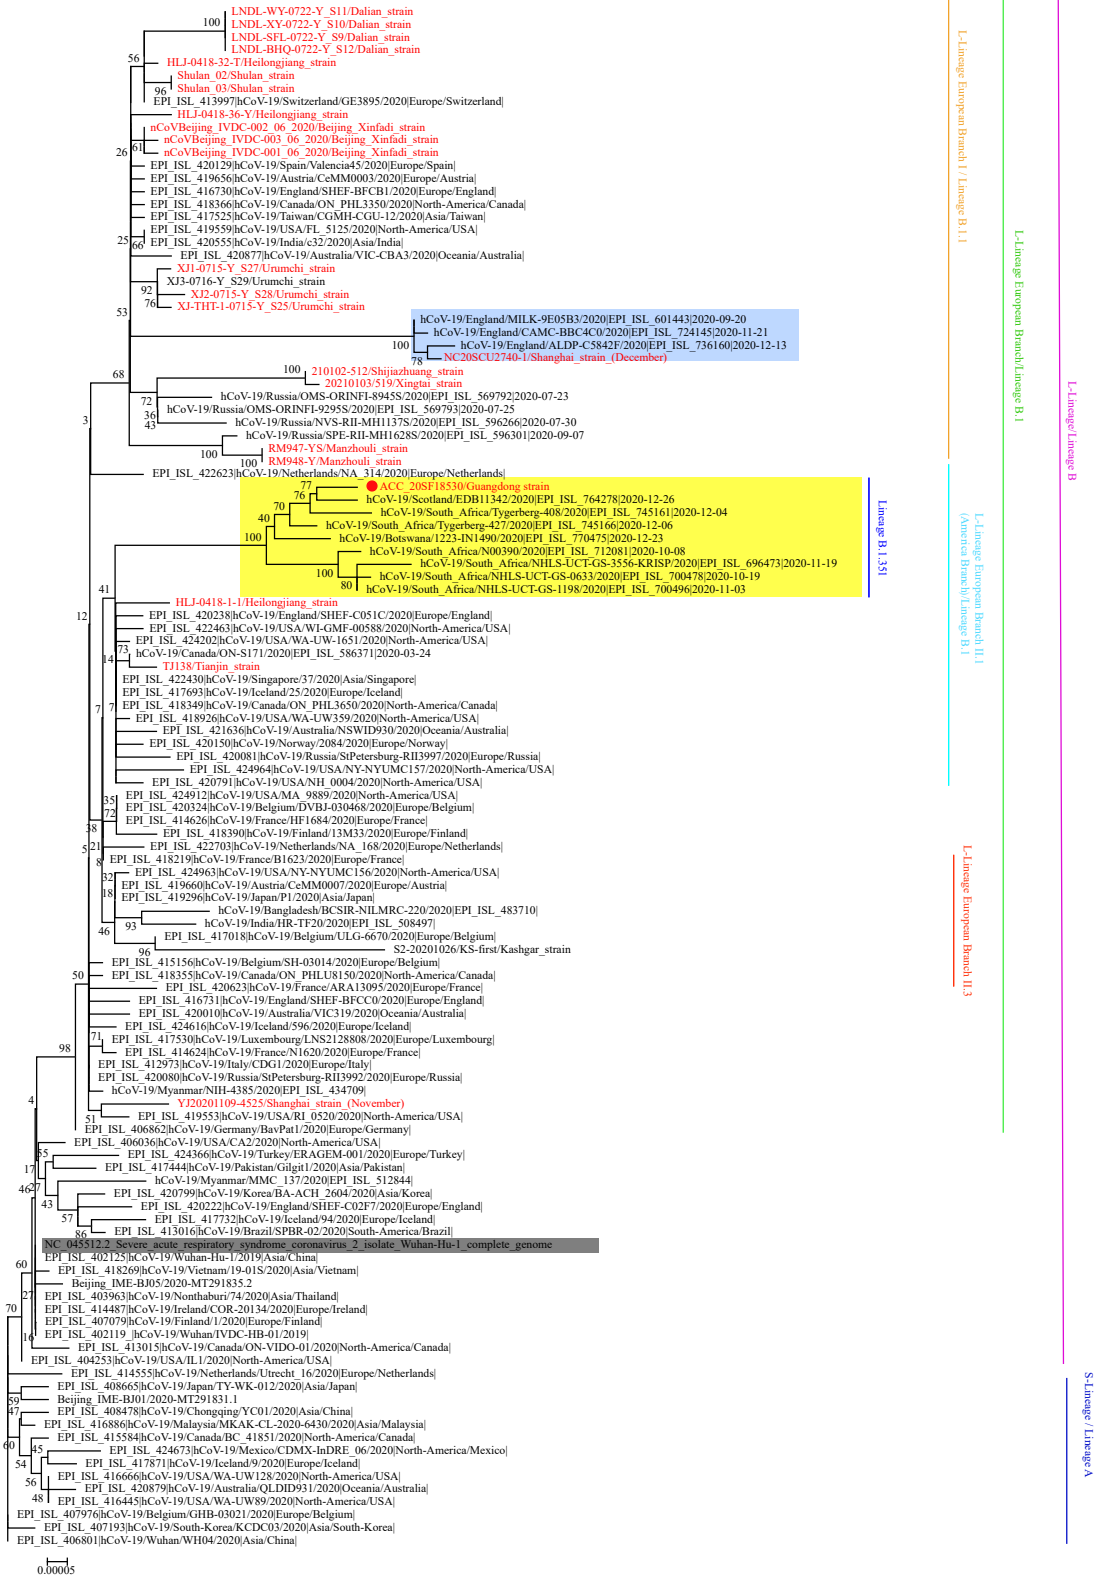 LNDL-WY-0722-Y_S11/Dalian_strain
LNDL-XY-0722-Y_S10/Dalian_strain
100
LNDL-SFL-0722-Y_S9/Dalian_strain
LNDL-BHQ-0722-Y_S12/Dalian_strain
56
HLJ-0418-32-T/Heilongjiang_strain
Shulan_02/Shulan_strain
96
Shulan_03/Shulan_strain
EPI_ISL_413997|hCoV-19/Switzerland/GE3895/2020|Europe/Switzerland|
HLJ-0418-36-Y/Heilongjiang_strain
nCoVBeijing_IVDC-002_06_2020/Beijing_Xinfadi_strain
nCoVBeijing_IVDC-003_06_2020/Beijing_Xinfadi_strain
61
26
nCoVBeijing_IVDC-001_06_2020/Beijing_Xinfadi_strain
EPI_ISL_420129|hCoV-19/Spain/Valencia45/2020|Europe/Spain|
EPI_ISL_419656|hCoV-19/Austria/CeMM0003/2020|Europe/Austria|
EPI_ISL_416730|hCoV-19/England/SHEF-BFCB1/2020|Europe/England|
EPI_ISL_418366|hCoV-19/Canada/ON_PHL3350/2020|North-America/Canada|
EPI_ISL_417525|hCoV-19/Taiwan/CGMH-CGU-12/2020|Asia/Taiwan|
EPI_ISL_419559|hCoV-19/USA/FL_5125/2020|North-America/USA|
25
66
EPI_ISL_420555|hCoV-19/India/c32/2020|Asia/India|
EPI_ISL_420877|hCoV-19/Australia/VIC-CBA3/2020|Oceania/Australia|
XJ1-0715-Y_S27/Urumchi_strain
XJ3-0716-Y_S29/Urumchi_strain
92
XJ2-0715-Y_S28/Urumchi_strain
76
XJ-THT-1-0715-Y_S25/Urumchi_strain
53
hCoV-19/England/MILK-9E05B3/2020|EPI_ISL_601443|2020-09-20
hCoV-19/England/CAMC-BBC4C0/2020|EPI_ISL_724145|2020-11-21
100
hCoV-19/England/ALDP-C5842F/2020|EPI_ISL_736160|2020-12-13
78
NC20SCU2740-1/Shanghai_strain_(December)
100
210102-512/Shijiazhuang_strain
68
20210103/519/Xingtai_strain
72
hCoV-19/Russia/OMS-ORINFI-8945S/2020|EPI_ISL_569792|2020-07-23
hCoV-19/Russia/OMS-ORINFI-9295S/2020|EPI_ISL_569793|2020-07-25
36
43
hCoV-19/Russia/NVS-RII-MH1137S/2020|EPI_ISL_596266|2020-07-30
3
hCoV-19/Russia/SPE-RII-MH1628S/2020|EPI_ISL_596301|2020-09-07
RM947-YS/Manzhouli_strain
100
100
RM948-Y/Manzhouli_strain
EPI_ISL_422623|hCoV-19/Netherlands/NA_314/2020|Europe/Netherlands|
77
ACC_20SF18530/Guangdong strain
76
hCoV-19/Scotland/EDB11342/2020|EPI_ISL_764278|2020-12-26
70
hCoV-19/South_Africa/Tygerberg-408/2020|EPI_ISL_745161|2020-12-04
40
hCoV-19/South_Africa/Tygerberg-427/2020|EPI_ISL_745166|2020-12-06
100
hCoV-19/Botswana/1223-IN1490/2020|EPI_ISL_770475|2020-12-23
hCoV-19/South_Africa/N00390/2020|EPI_ISL_712081|2020-10-08
hCoV-19/South_Africa/NHLS-UCT-GS-3556-KRISP/2020|EPI_ISL_696473|2020-11-19
100
80
hCoV-19/South_Africa/NHLS-UCT-GS-0633/2020|EPI_ISL_700478|2020-10-19
hCoV-19/South_Africa/NHLS-UCT-GS-1198/2020|EPI_ISL_700496|2020-11-03
41
HLJ-0418-1-1/Heilongjiang_strain
12
EPI_ISL_420238|hCoV-19/England/SHEF-C051C/2020|Europe/England|
EPI_ISL_422463|hCoV-19/USA/WI-GMF-00588/2020|North-America/USA|
EPI_ISL_424202|hCoV-19/USA/WA-UW-1651/2020|North-America/USA|
73
hCoV-19/Canada/ON-S171/2020|EPI_ISL_586371|2020-03-24
14
TJ138/Tianjin_strain
EPI_ISL_422430|hCoV-19/Singapore/37/2020|Asia/Singapore|
EPI_ISL_417693|hCoV-19/Iceland/25/2020|Europe/Iceland|
7
7
EPI_ISL_418349|hCoV-19/Canada/ON_PHL3650/2020|North-America/Canada|
EPI_ISL_418926|hCoV-19/USA/WA-UW359/2020|North-America/USA|
EPI_ISL_421636|hCoV-19/Australia/NSWID930/2020|Oceania/Australia|
EPI_ISL_420150|hCoV-19/Norway/2084/2020|Europe/Norway|
EPI_ISL_420081|hCoV-19/Russia/StPetersburg-RII3997/2020|Europe/Russia|
EPI_ISL_424964|hCoV-19/USA/NY-NYUMC157/2020|North-America/USA|
EPI_ISL_420791|hCoV-19/USA/NH_0004/2020|North-America/USA|
35
EPI_ISL_424912|hCoV-19/USA/MA_9889/2020|North-America/USA|
EPI_ISL_420324|hCoV-19/Belgium/DVBJ-030468/2020|Europe/Belgium|
72
EPI_ISL_414626|hCoV-19/France/HF1684/2020|Europe/France|
38
EPI_ISL_418390|hCoV-19/Finland/13M33/2020|Europe/Finland|
5
21
EPI_ISL_422703|hCoV-19/Netherlands/NA_168/2020|Europe/Netherlands|
8
EPI_ISL_418219|hCoV-19/France/B1623/2020|Europe/France|
32
EPI_ISL_424963|hCoV-19/USA/NY-NYUMC156/2020|North-America/USA|
EPI_ISL_419660|hCoV-19/Austria/CeMM0007/2020|Europe/Austria|
18
EPI_ISL_419296|hCoV-19/Japan/P1/2020|Asia/Japan|
hCoV-19/Bangladesh/BCSIR-NILMRC-220/2020|EPI_ISL_483710|
93
hCoV-19/India/HR-TF20/2020|EPI_ISL_508497|
46
EPI_ISL_417018|hCoV-19/Belgium/ULG-6670/2020|Europe/Belgium|
96
S2-20201026/KS-first/Kashgar_strain
EPI_ISL_415156|hCoV-19/Belgium/SH-03014/2020|Europe/Belgium|
50
EPI_ISL_418355|hCoV-19/Canada/ON_PHLU8150/2020|North-America/Canada|
EPI_ISL_420623|hCoV-19/France/ARA13095/2020|Europe/France|
EPI_ISL_416731|hCoV-19/England/SHEF-BFCC0/2020|Europe/England|
EPI_ISL_420010|hCoV-19/Australia/VIC319/2020|Oceania/Australia|
EPI_ISL_424616|hCoV-19/Iceland/596/2020|Europe/Iceland|
71
EPI_ISL_417530|hCoV-19/Luxembourg/LNS2128808/2020|Europe/Luxembourg|
98
EPI_ISL_414624|hCoV-19/France/N1620/2020|Europe/France|
EPI_ISL_412973|hCoV-19/Italy/CDG1/2020|Europe/Italy|
EPI_ISL_420080|hCoV-19/Russia/StPetersburg-RII3992/2020|Europe/Russia|
hCoV-19/Myanmar/NIH-4385/2020|EPI_ISL_434709|
4
YJ20201109-4525/Shanghai_strain_(November)
51
EPI_ISL_419553|hCoV-19/USA/RI_0520/2020|North-America/USA|
EPI_ISL_406862|hCoV-19/Germany/BavPat1/2020|Europe/Germany|
EPI_ISL_406036|hCoV-19/USA/CA2/2020|North-America/USA|
55
EPI_ISL_424366|hCoV-19/Turkey/ERAGEM-001/2020|Europe/Turkey|
17
EPI_ISL_417444|hCoV-19/Pakistan/Gilgit1/2020|Asia/Pakistan|
hCoV-19/Myanmar/MMC_137/2020|EPI_ISL_512844|
46
27
EPI_ISL_420799|hCoV-19/Korea/BA-ACH_2604/2020|Asia/Korea|
43
EPI_ISL_420222|hCoV-19/England/SHEF-C02F7/2020|Europe/England|
57
EPI_ISL_417732|hCoV-19/Iceland/94/2020|Europe/Iceland|
86
EPI_ISL_413016|hCoV-19/Brazil/SPBR-02/2020|South-America/Brazil|
NC_045512.2_Severe_acute_respiratory_syndrome_coronavirus_2_isolate_Wuhan-Hu-1_complete_genome
EPI_ISL_402125|hCoV-19/Wuhan-Hu-1/2019|Asia/China|
60
EPI_ISL_418269|hCoV-19/Vietnam/19-01S/2020|Asia/Vietnam|
Beijing_IME-BJ05/2020-MT291835.2
27
EPI_ISL_403963|hCoV-19/Nonthaburi/74/2020|Asia/Thailand|
70
EPI_ISL_414487|hCoV-19/Ireland/COR-20134/2020|Europe/Ireland|
EPI_ISL_407079|hCoV-19/Finland/1/2020|Europe/Finland|
16
EPI_ISL_402119_|hCoV-19/Wuhan/IVDC-HB-01/2019|
EPI_ISL_413015|hCoV-19/Canada/ON-VIDO-01/2020|North-America/Canada|
EPI_ISL_404253|hCoV-19/USA/IL1/2020|North-America/USA|
EPI_ISL_414555|hCoV-19/Netherlands/Utrecht_16/2020|Europe/Netherlands|
EPI_ISL_408665|hCoV-19/Japan/TY-WK-012/2020|Asia/Japan|
59
Beijing_IME-BJ01/2020-MT291831.1
47
EPI_ISL_408478|hCoV-19/Chongqing/YC01/2020|Asia/China|
EPI_ISL_416886|hCoV-19/Malaysia/MKAK-CL-2020-6430/2020|Asia/Malaysia|
60
EPI_ISL_415584|hCoV-19/Canada/BC_41851/2020|North-America/Canada|
45
EPI_ISL_424673|hCoV-19/Mexico/CDMX-InDRE_06/2020|North-America/Mexico|
54
EPI_ISL_417871|hCoV-19/Iceland/9/2020|Europe/Iceland|
56
EPI_ISL_416666|hCoV-19/USA/WA-UW128/2020|North-America/USA|
EPI_ISL_420879|hCoV-19/Australia/QLDID931/2020|Oceania/Australia|
48
EPI_ISL_416445|hCoV-19/USA/WA-UW89/2020|North-America/USA|
EPI_ISL_407976|hCoV-19/Belgium/GHB-03021/2020|Europe/Belgium|
EPI_ISL_407193|hCoV-19/South-Korea/KCDC03/2020|Asia/South-Korea|
EPI_ISL_406801|hCoV-19/Wuhan/WH04/2020|Asia/China|
0.00005
L-Lineage European Branch I / Lineage B.1.1
L-Lineage European Branch/Lineage B.1
L-Lineage/Lineage B
Lineage B.1.351
L-Lineage European Branch II.1
(America Branch)/Lineage B.1
L-Lineage European Branch II.3
S-Lineage / Lineage A